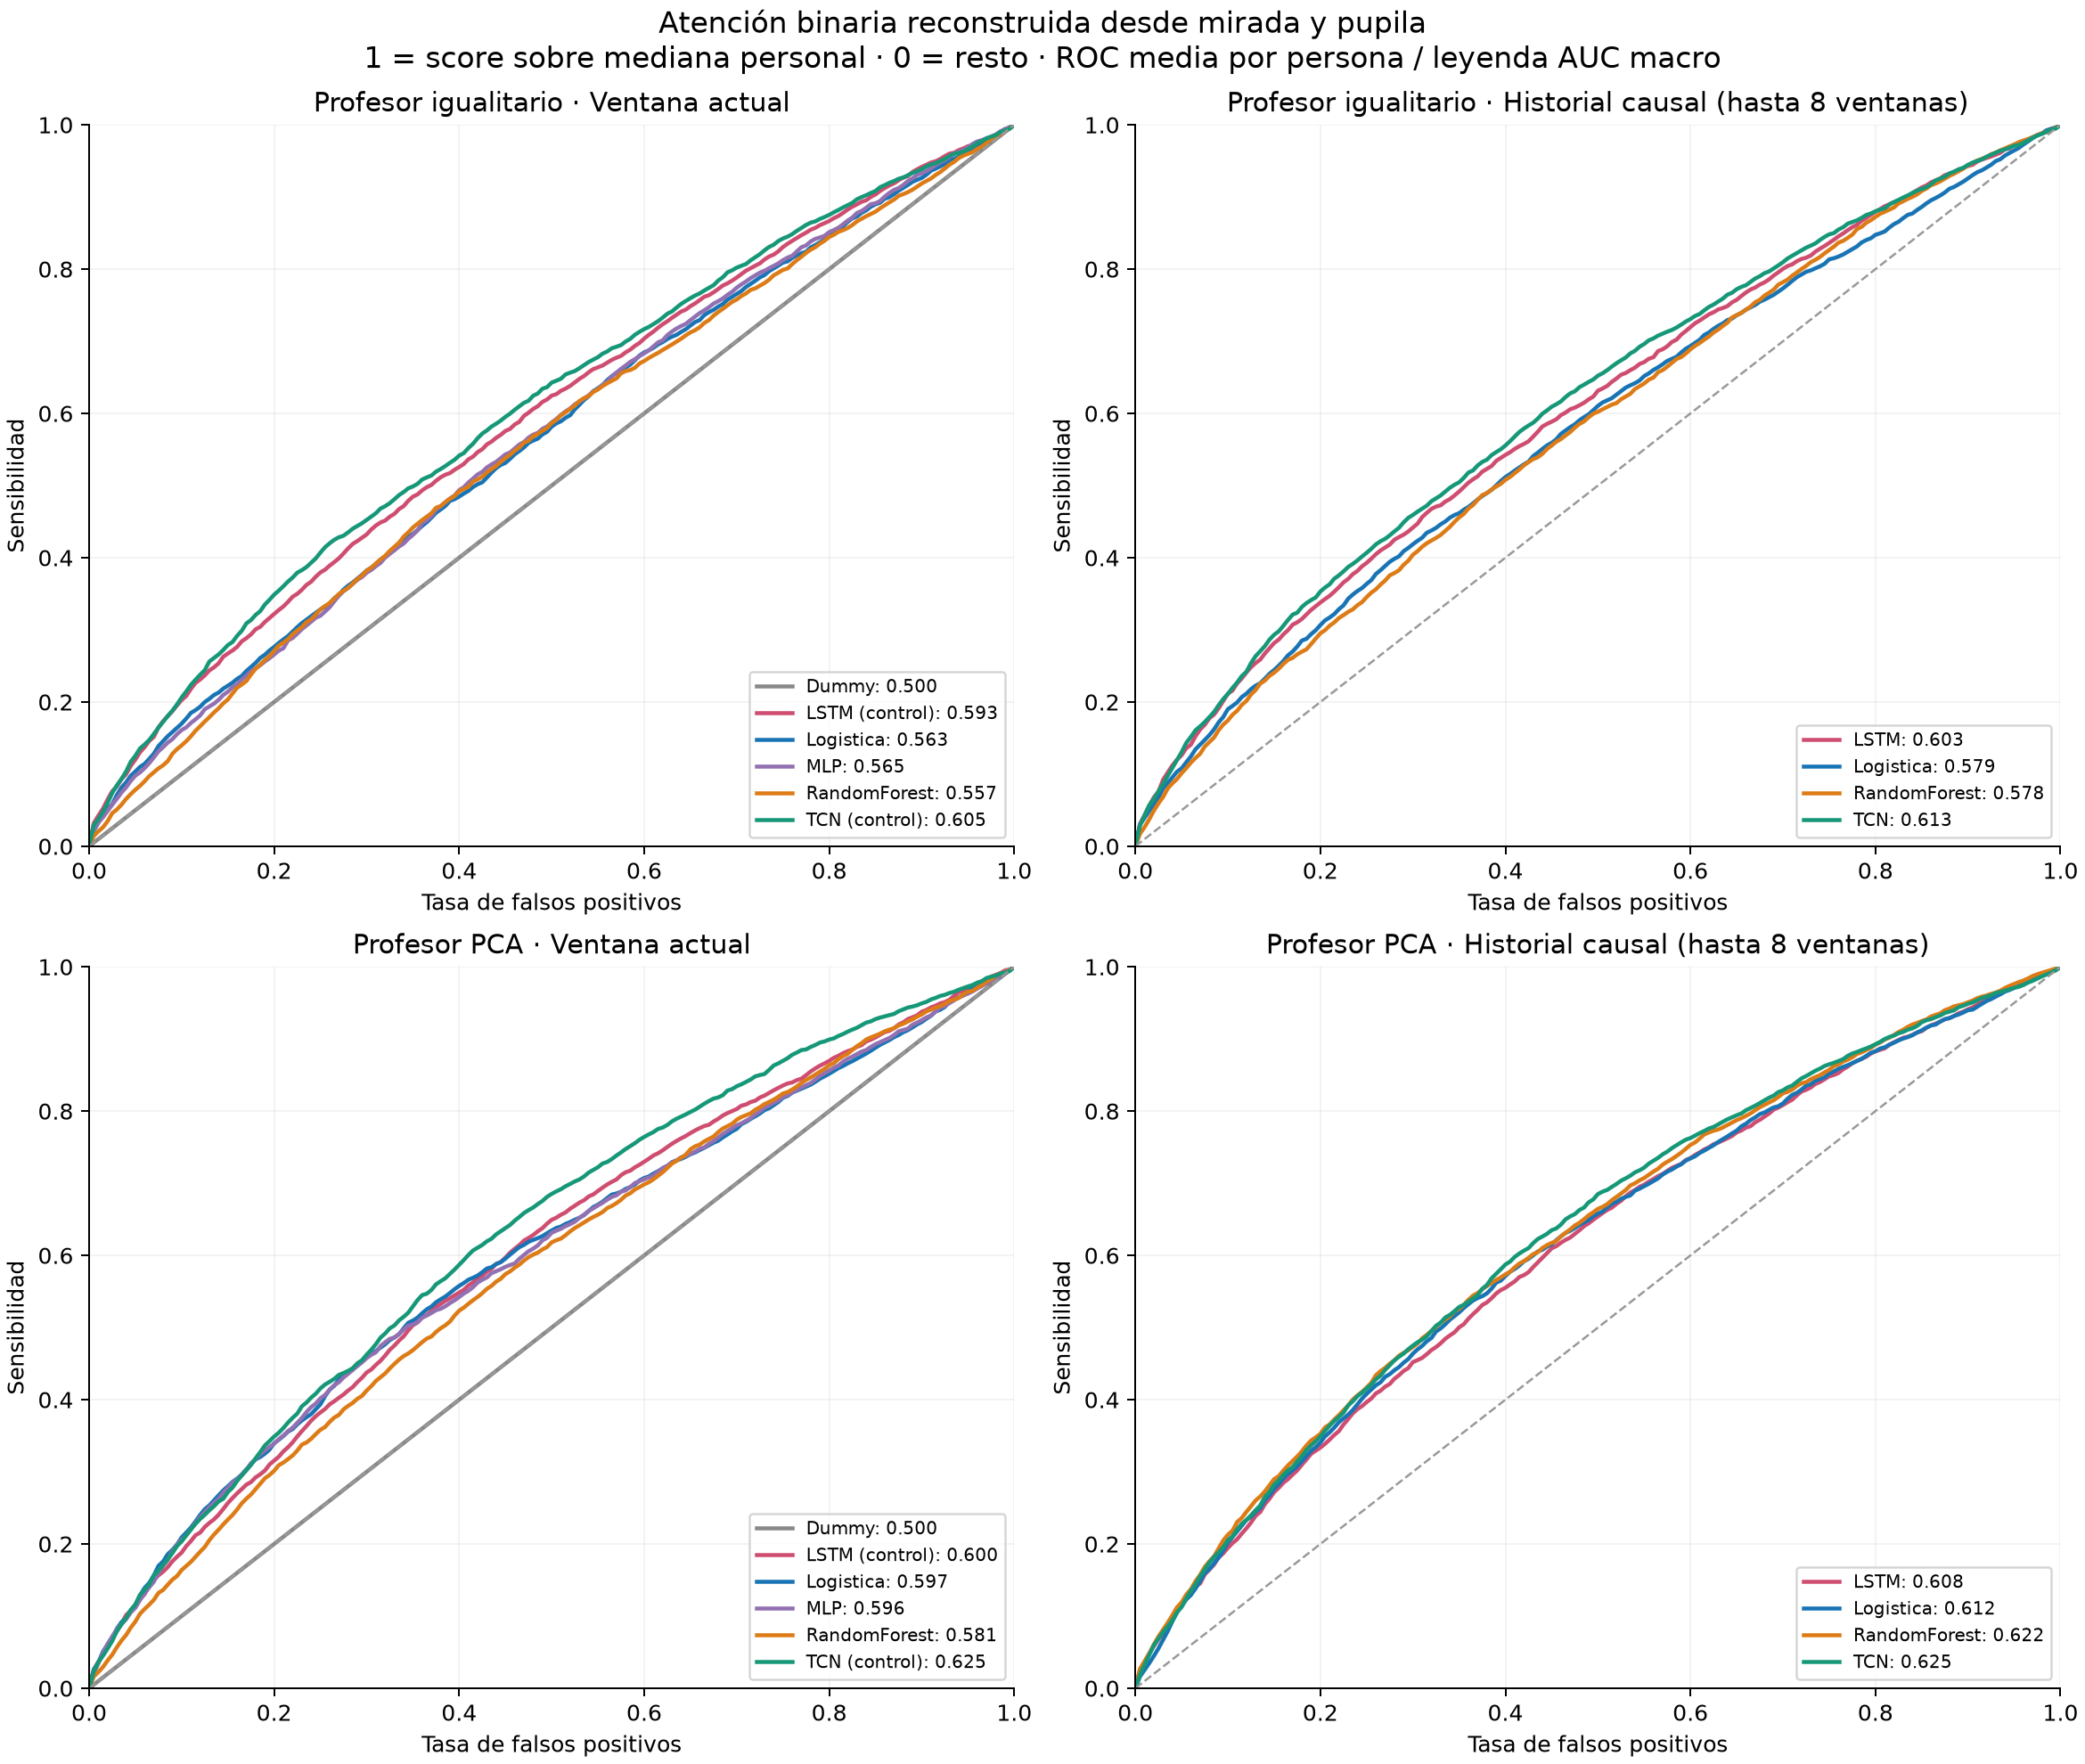 Atención binaria reconstruida desde mirada y pupila
1 = score sobre mediana personal · 0 = resto · ROC media por persona / leyenda AUC macro
Profesor igualitario · Ventana actual
Sensibilidad
1.0
0.8
0.6
0.4
0.2
0.0
Dummy: 0.500
LSTM (control): 0.593
Logistica: 0.563
MLP: 0.565
RandomForest: 0.557
TCN (control): 0.605
0.0 0.2 0.4 0.6 0.8 1.0
Tasa de falsos positivos
Profesor igualitario · Historial causal (hasta 8 ventanas)
Sensibilidad
1.0
0.8
0.6
0.4
0.2
0.0
LSTM: 0.603
Logistica: 0.579
RandomForest: 0.578
TCN: 0.613
0.0 0.2 0.4 0.6 0.8 1.0
Tasa de falsos positivos
Profesor PCA · Ventana actual
Sensibilidad
1.0
0.8
0.6
0.4
0.2
0.0
Dummy: 0.500
LSTM (control): 0.600
Logistica: 0.597
MLP: 0.596
RandomForest: 0.581
TCN (control): 0.625
0.0 0.2 0.4 0.6 0.8 1.0
Tasa de falsos positivos
Profesor PCA · Historial causal (hasta 8 ventanas)
Sensibilidad
1.0
0.8
0.6
0.4
0.2
0.0
LSTM: 0.608
Logistica: 0.612
RandomForest: 0.622
TCN: 0.625
0.0 0.2 0.4 0.6 0.8 1.0
Tasa de falsos positivos